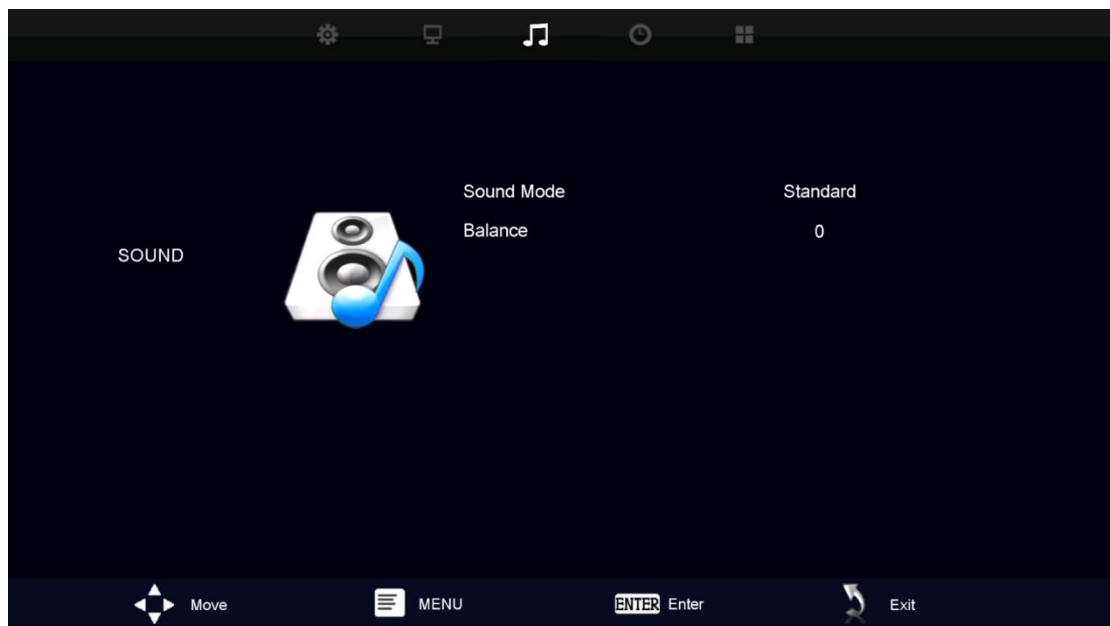 Sound Mode Standard
Balance 0
SOUND
Move MENU ENTER Enter Exit